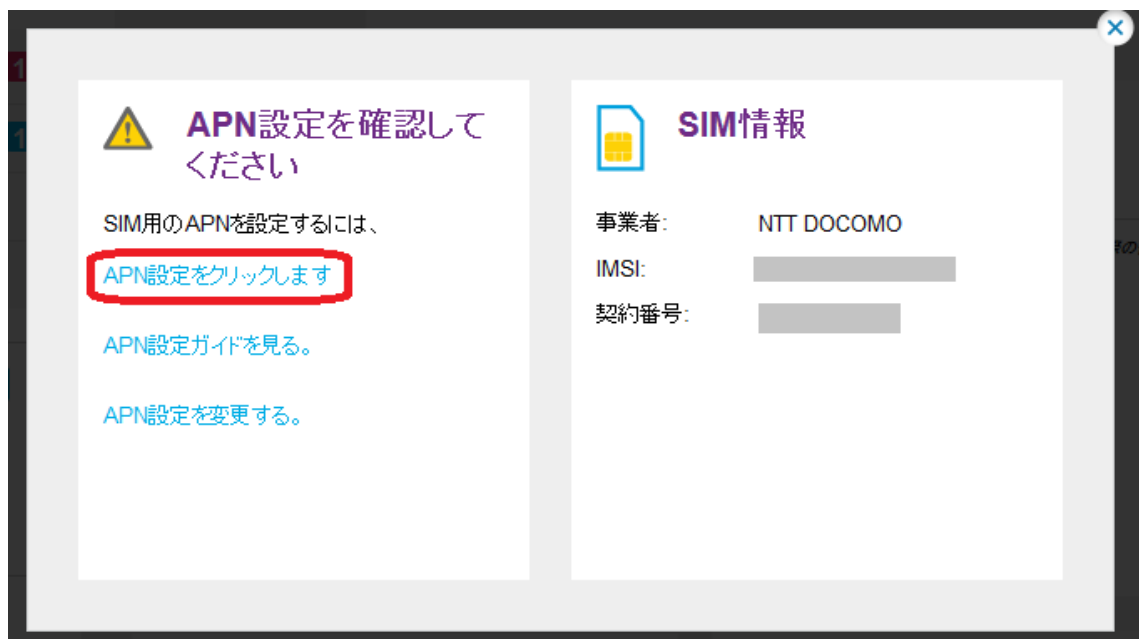 APN設定を確認して
ください
SIM用のAPNを設定するには、
APN設定をクリックします
APN設定ガイドを見る。
APN設定を変更する。
SIM情報
事業者: NTT DOCOMO
IMSI:
契約番号:
1
1